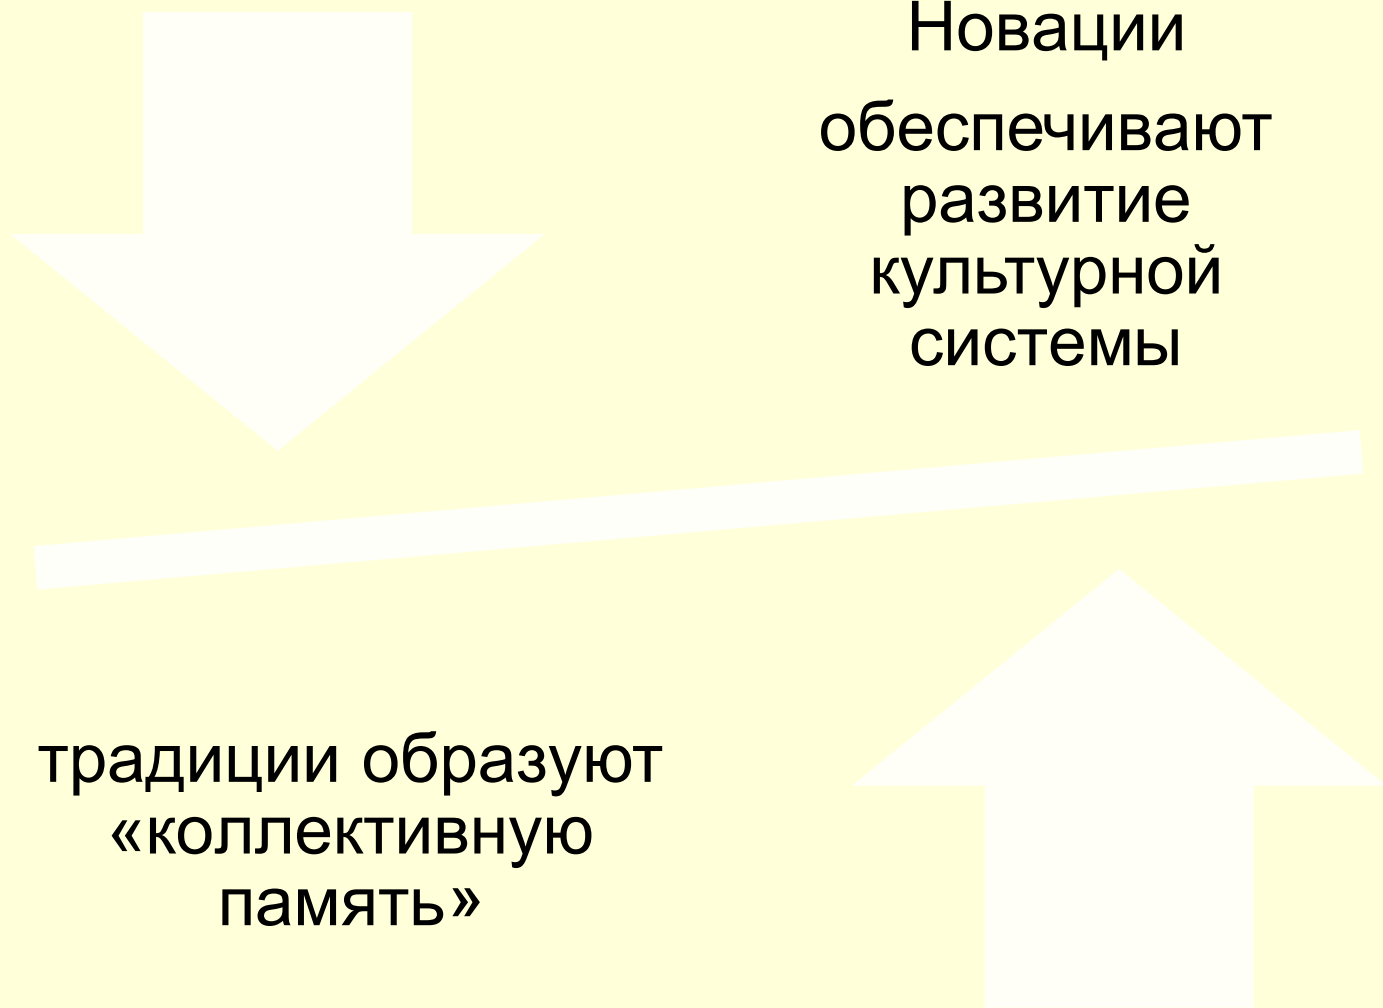 Новации
обеспечивают
развитие
культурной
системы
традиции образуют
«коллективную
память»